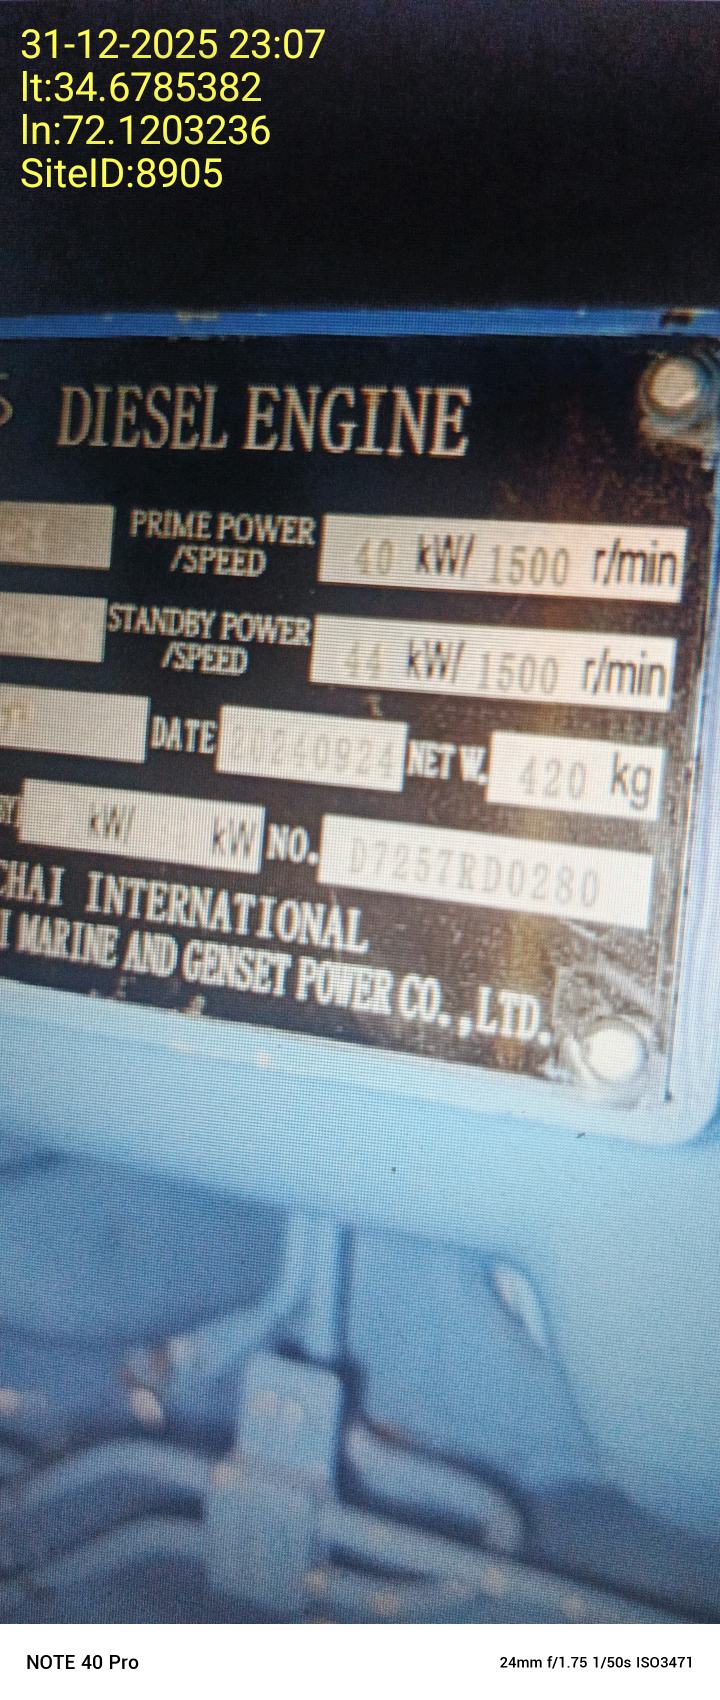 31-12-2025 23:07
lt:34.6785382
ln:72.1203236
SiteID:8905
DIESEL ENGINE
PRIME POWER /SPEED 40 kW/ 1500 r/min
STANDBY POWER /SPEED 44 kW/ 1500 r/min
DATE 20240924 NET W. 420 kg
kW/ kW NO. D7257RD0280
CHAI INTERNATIONAL
I MARINE AND GENSET POWER CO.,LTD.
NOTE 40 Pro
24mm f/1.75 1/50s ISO3471